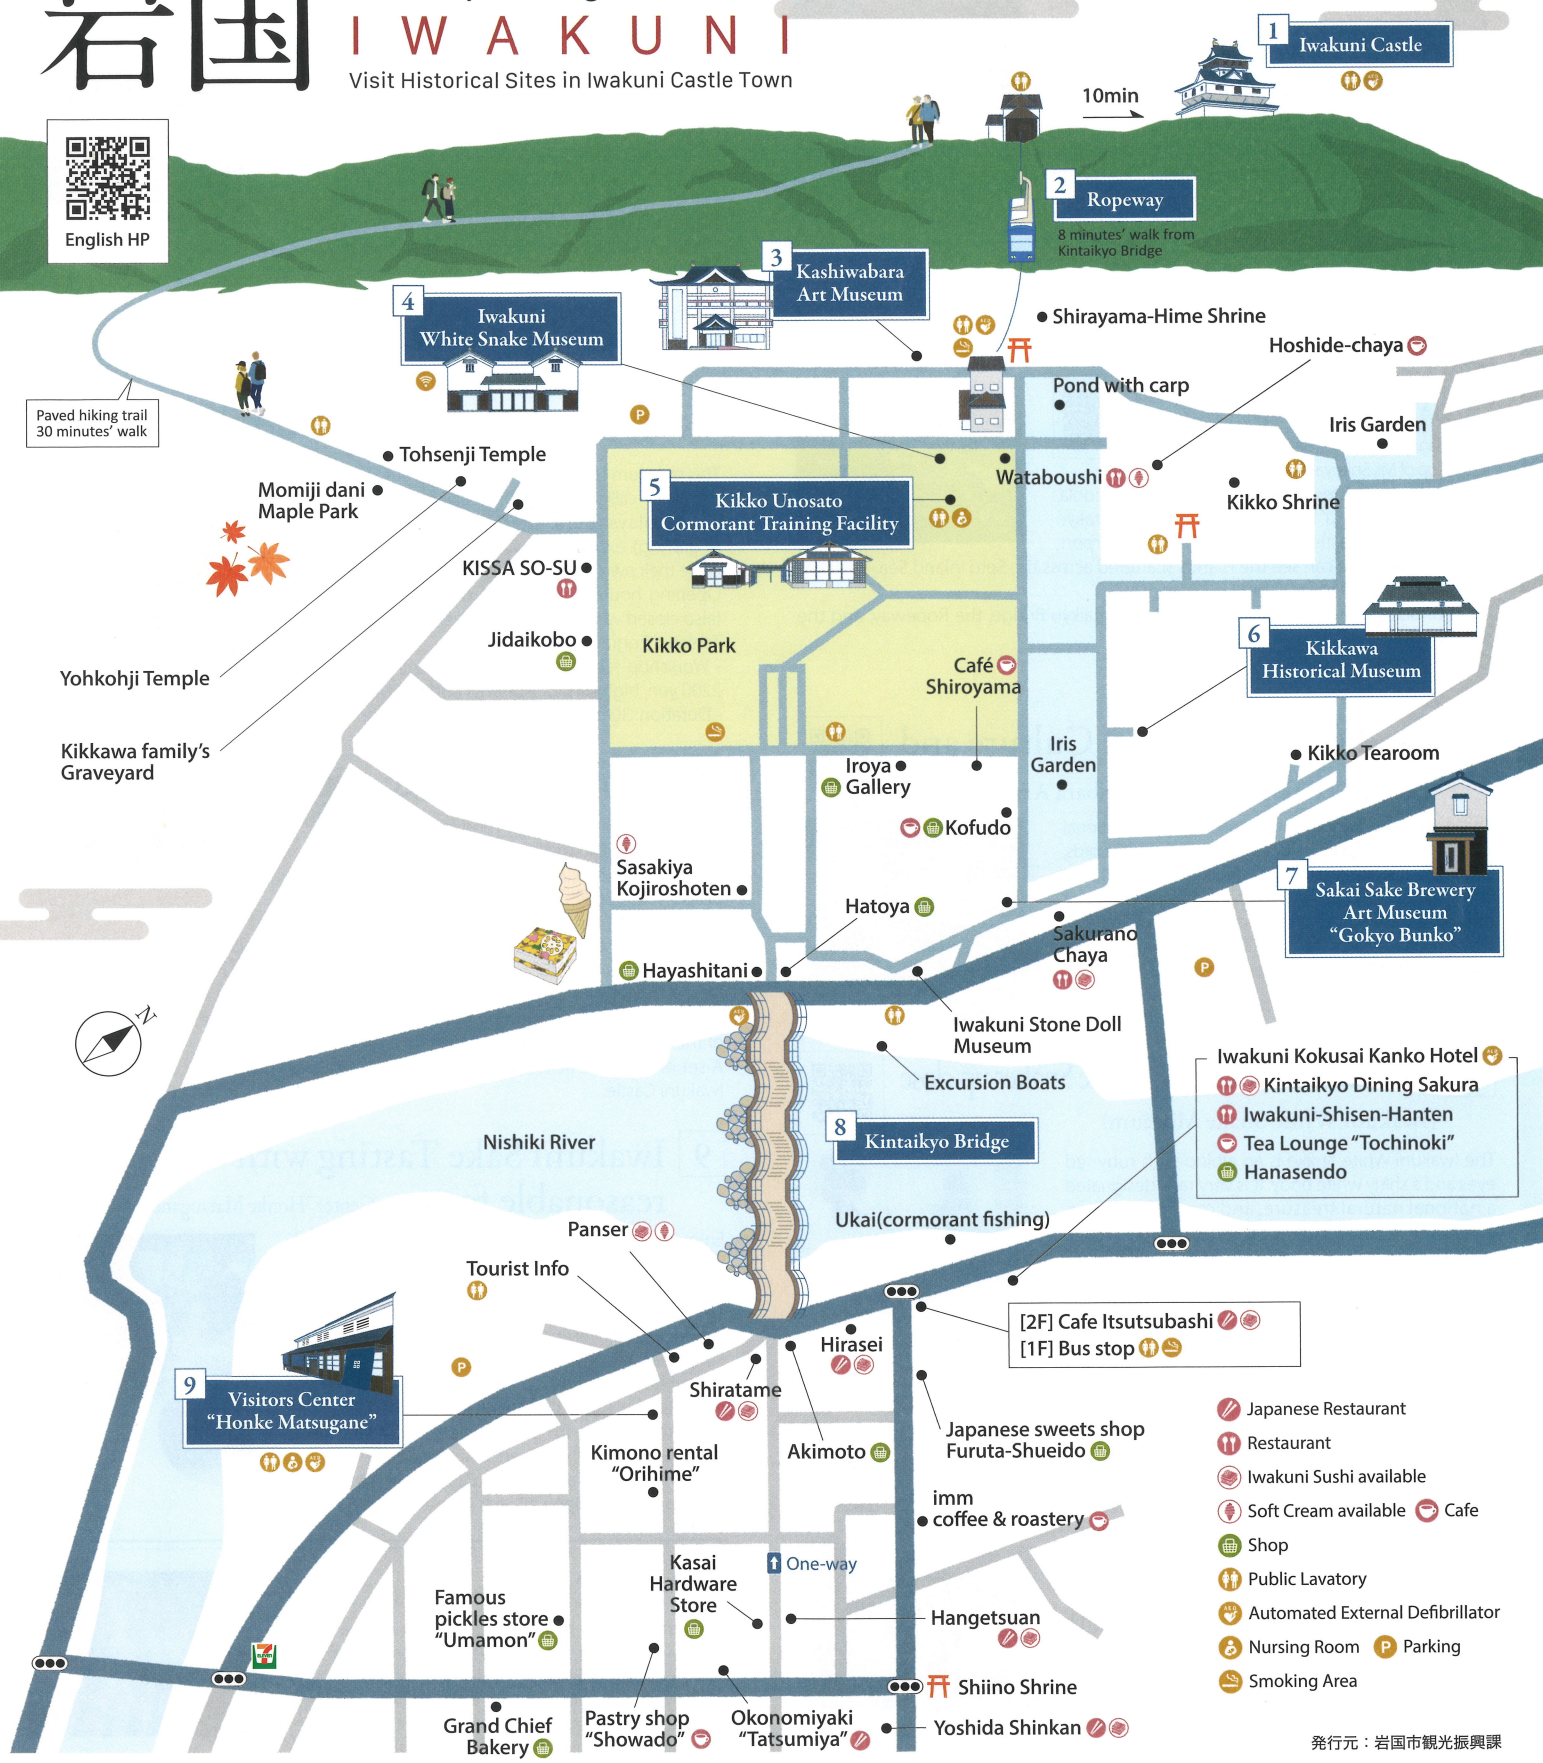 岩国
IWAKUNI
Visit Historical Sites in Iwakuni Castle Town
1
Iwakuni Castle
10min
English HP
2
Ropeway
8 minutes' walk from
Kintaikyo Bridge
3
Kashiwabara
Art Museum
4
Iwakuni
White Snake Museum
Shirayama-Hime Shrine
Hoshide-chaya
Pond with carp
Paved hiking trail
30 minutes' walk
P
Iris Garden
Tohsenji Temple
Wataboushi
Momiji dani
Maple Park
5
Kikko Unosato
Cormorant Training Facility
Kikko Shrine
KISSA SO-SU
Jidaikobo
Kikko Park
6
Kikkawa
Historical Museum
Café
Shiroyama
Yohkohji Temple
Kikkawa family's
Graveyard
Iris
Garden
Kikko Tearoom
Iroya
Gallery
Kofudo
Sasakiya
Kojiroshoten
7
Sakai Sake Brewery
Art Museum
“Gokyo Bunko”
Hatoya
Sakurano
Chaya
Hayashitani
P
N
AED
Iwakuni Stone Doll
Museum
Excursion Boats
Iwakuni Kokusai Kanko Hotel
Kintaikyo Dining Sakura
Iwakuni-Shisen-Hanten
Tea Lounge “Tochinoki”
Hanasendo
Nishiki River
8
Kintaikyo Bridge
Ukai(cormorant fishing)
Panser
Tourist Info
[2F] Cafe Itsutsubashi
[1F] Bus stop
Hirasei
P
9
Visitors Center
“Honke Matsugane”
Shiratame
Akimoto
Japanese sweets shop
Furuta-Shueido
Kimono rental
“Orihime”
imm
coffee & roastery
One-way
Kasai
Hardware
Store
Famous
pickles store
“Umamon”
Hangetsuan
7
ELEVEN
Shiino Shrine
Grand Chief
Bakery
Pastry shop
“Showado”
Okonomiyaki
“Tatsumiya”
Yoshida Shinkan
Japanese Restaurant
Restaurant
Iwakuni Sushi available
Soft Cream available
Cafe
Shop
Public Lavatory
Automated External Defibrillator
Nursing Room
P
Parking
Smoking Area
発行元：岩国市観光振興課